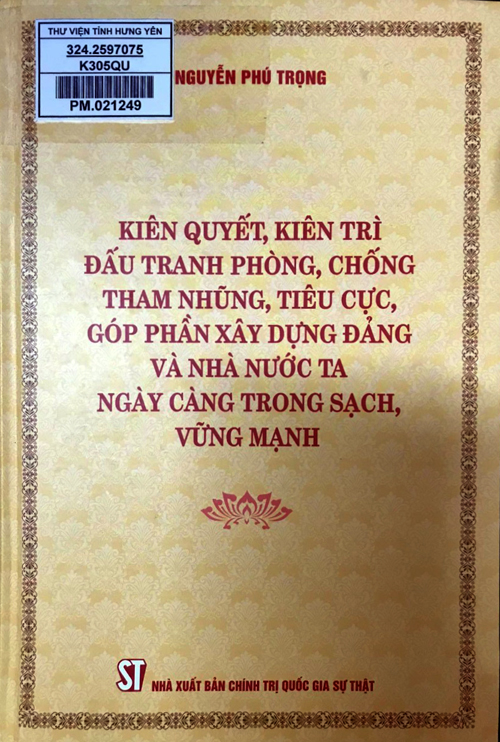 THƯ VIỆN TỈNH HƯNG YÊN
324.2597075
K305QU
PM.021249
NGUYỄN PHÚ TRỌNG
KIÊN QUYẾT, KIÊN TRÌ
ĐẤU TRANH PHÒNG, CHỐNG
THAM NHŨNG, TIÊU CỰC,
GÓP PHẦN XÂY DỰNG ĐẢNG
VÀ NHÀ NƯỚC TA
NGÀY CÀNG TRONG SẠCH,
VỮNG MẠNH
ST NHÀ XUẤT BẢN CHÍNH TRỊ QUỐC GIA SỰ THẬT